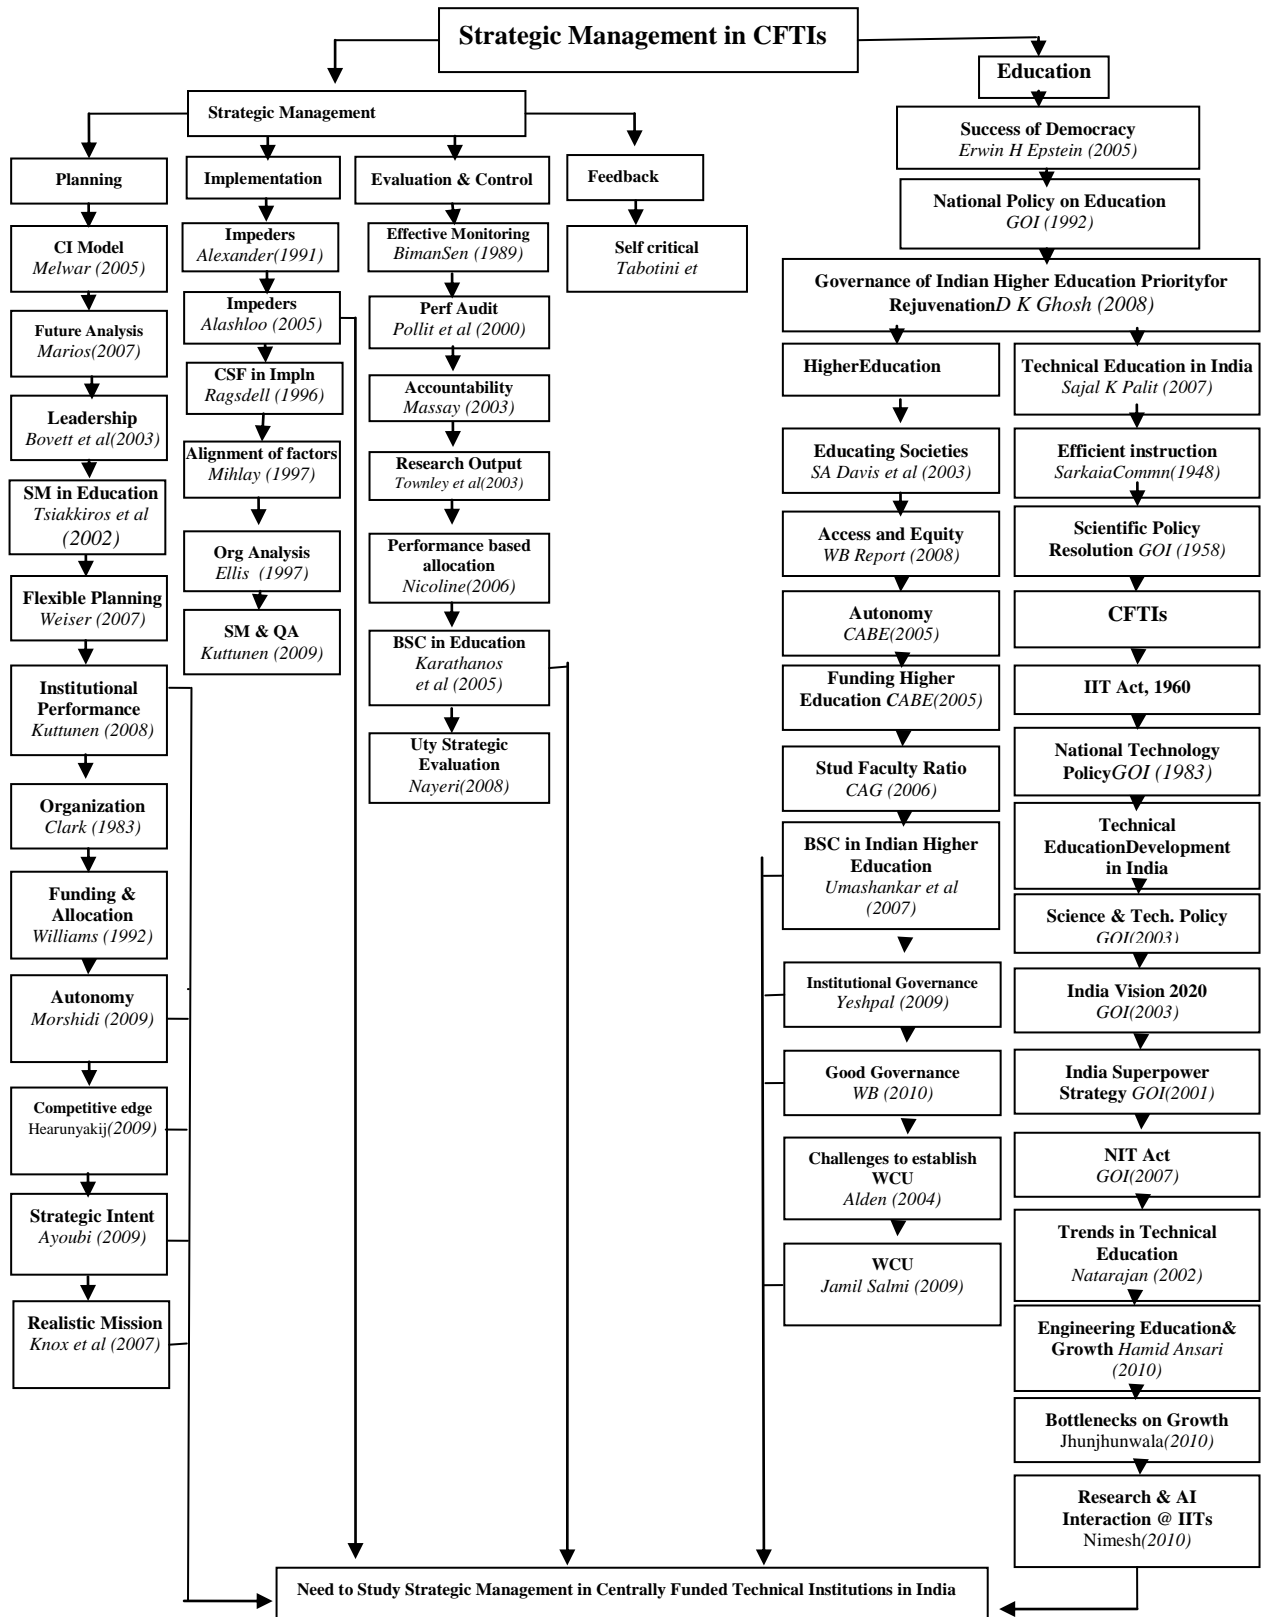 Strategic Management in CFTIs
Education
Strategic Management
Success of Democracy
Erwin H Epstein (2005)
Planning
Implementation
Evaluation & Control
Feedback
National Policy on Education
GOI (1992)
CI Model
Melwar (2005)
Impeders
Alexander(1991)
Effective Monitoring
BimanSen (1989)
Self critical
Tabotini et
Governance of Indian Higher Education Priorityfor
RejuvenationD K Ghosh (2008)
Future Analysis
Marios(2007)
Impeders
Alashloo (2005)
Perf Audit
Pollit et al (2000)
HigherEducation
Technical Education in India
Sajal K Palit (2007)
CSF in Impln
Ragsdell (1996)
Accountability
Massay (2003)
Leadership
Bovett et al(2003)
Alignment of factors
Mihlay (1997)
Research Output
Townley et al(2003)
Educating Societies
SA Davis et al (2003)
Efficient instruction
SarkaiaCommn(1948)
SM in Education
Tsiakkiros et al
(2002)
Org Analysis
Ellis (1997)
Performance based
allocation
Nicoline(2006)
Access and Equity
WB Report (2008)
Scientific Policy
Resolution GOI (1958)
Flexible Planning
Weiser (2007)
SM & QA
Kuttunen (2009)
BSC in Education
Karathanos
et al (2005)
Autonomy
CABE(2005)
CFTIs
Institutional
Performance
Kuttunen (2008)
Funding Higher
Education CABE(2005)
IIT Act, 1960
Uty Strategic
Evaluation
Nayeri(2008)
Stud Faculty Ratio
CAG (2006)
National Technology
PolicyGOI (1983)
Organization
Clark (1983)
BSC in Indian Higher
Education
Umashankar et al
(2007)
Technical
EducationDevelopment
in India
Funding &
Allocation
Williams (1992)
Science & Tech. Policy
GOI(2003)
Autonomy
Morshidi (2009)
Institutional Governance
Yeshpal (2009)
India Vision 2020
GOI(2003)
Competitive edge
Hearunyakij(2009)
Good Governance
WB (2010)
India Superpower
Strategy GOI(2001)
Challenges to establish
WCU
Alden (2004)
NIT Act
GOI(2007)
Strategic Intent
Ayoubi (2009)
WCU
Jamil Salmi (2009)
Trends in Technical
Education
Natarajan (2002)
Realistic Mission
Knox et al (2007)
Engineering Education&
Growth Hamid Ansari
(2010)
Bottlenecks on Growth
Jhunjhunwala(2010)
Research & AI
Interaction @ IITs
Nimesh(2010)
Need to Study Strategic Management in Centrally Funded Technical Institutions in India